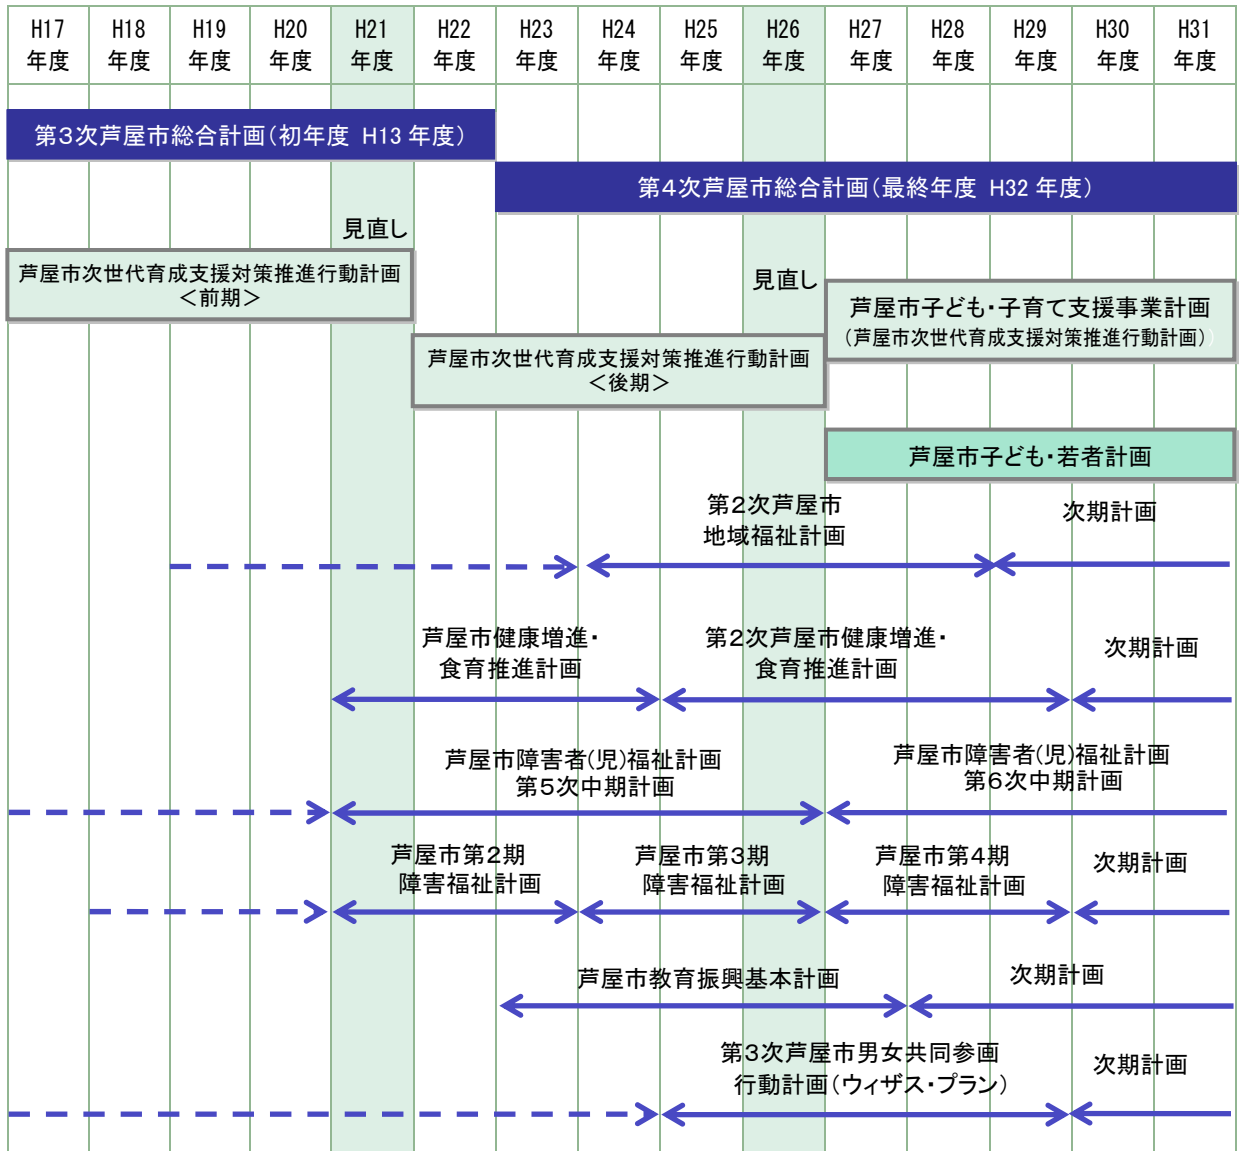 H17 H18 H19 H20 H21 H22 H23 H24 H25 H26 H27 H28 H29 H30 H31
年度 年度 年度 年度 年度 年度 年度 年度 年度 年度 年度 年度 年度 年度 年度
第3次芦屋市総合計画(初年度 H13 年度)
第4次芦屋市総合計画(最終年度 H32 年度)
見直し
芦屋市次世代育成支援対策推進行動計画
<前期>
見直し
芦屋市子ども・子育て支援事業計画
(芦屋市次世代育成支援対策推進行動計画))
芦屋市次世代育成支援対策推進行動計画
<後期>
芦屋市子ども・若者計画
第2次芦屋市
地域福祉計画
次期計画
芦屋市健康増進・
食育推進計画
第2次芦屋市健康増進・
食育推進計画
次期計画
芦屋市障害者(児)福祉計画
第5次中期計画
芦屋市障害者(児)福祉計画
第6次中期計画
芦屋市第2期
障害福祉計画
芦屋市第3期
障害福祉計画
芦屋市第4期
障害福祉計画
次期計画
芦屋市教育振興基本計画
次期計画
第3次芦屋市男女共同参画
行動計画(ウィザス・プラン)
次期計画